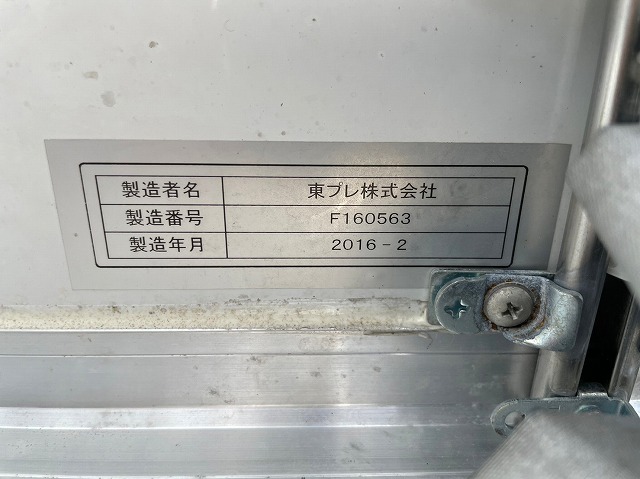 製造者名 東プレ株式会社
製造番号 F160563
製造年月 2016-2